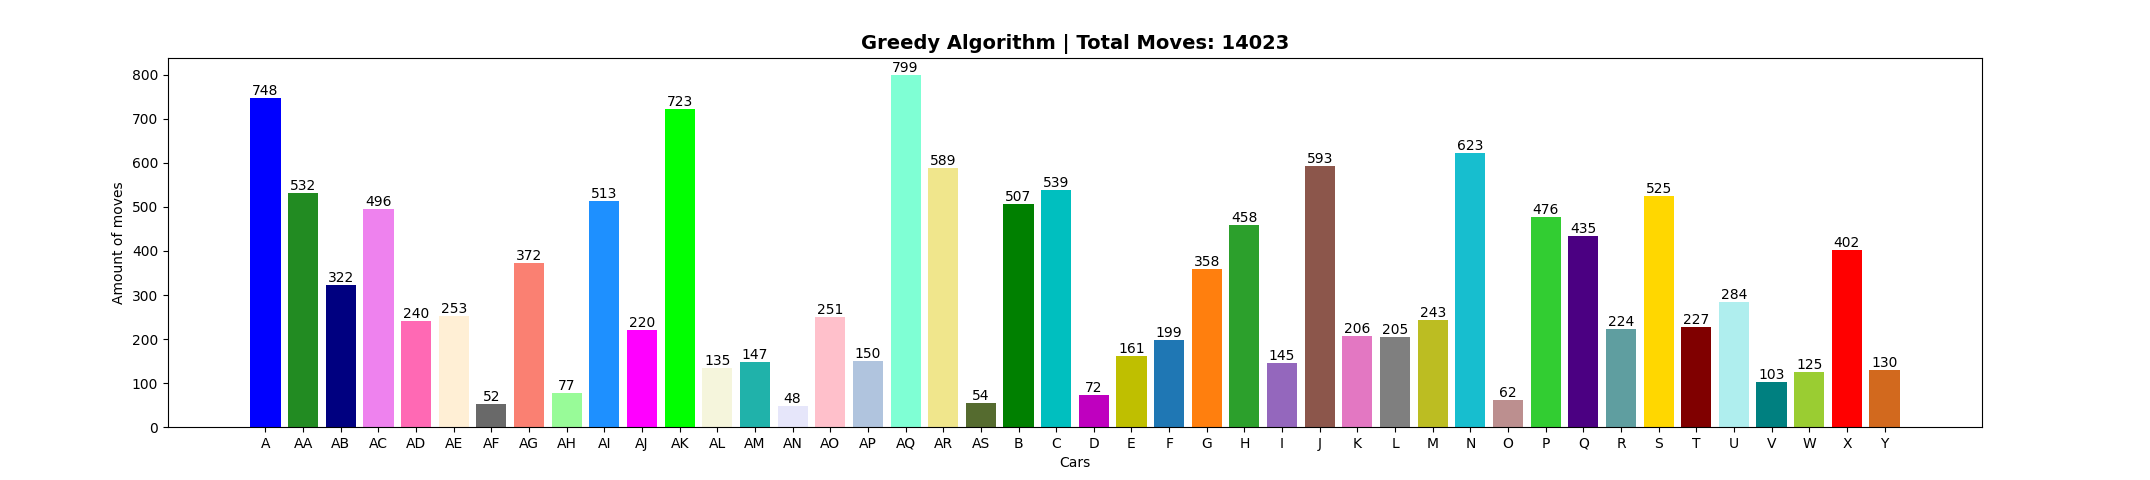 Greedy Algorithm | Total Moves: 14023
Amount of moves
800
700
600
500
400
300
200
100
0
748 532 322 496 240 253 52 372 77 513 220 723 135 147 48 251 150 799 589 54 507 539 72 161 199 358 458 145 593 206 205 243 623 62 476 435 224 525 227 284 103 125 402 130
A AA AB AC AD AE AF AG AH AI AJ AK AL AM AN AO AP AQ AR AS B C D E F G H I J K L M N O P Q R S T U V W X Y
Cars